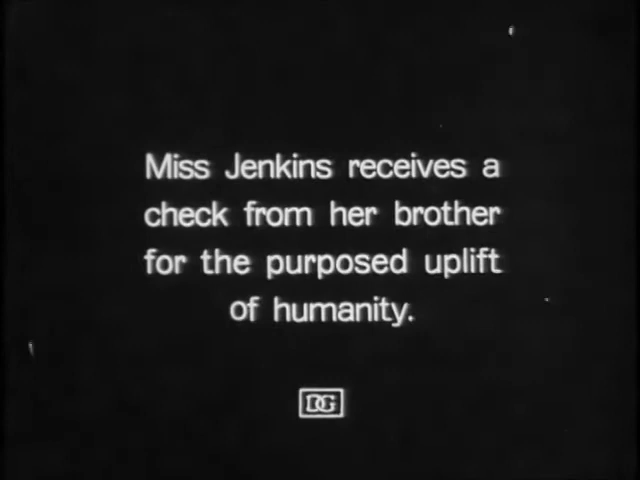 Miss Jenkins receives a
check from her brother
for the purposed uplift
of humanity.
DG